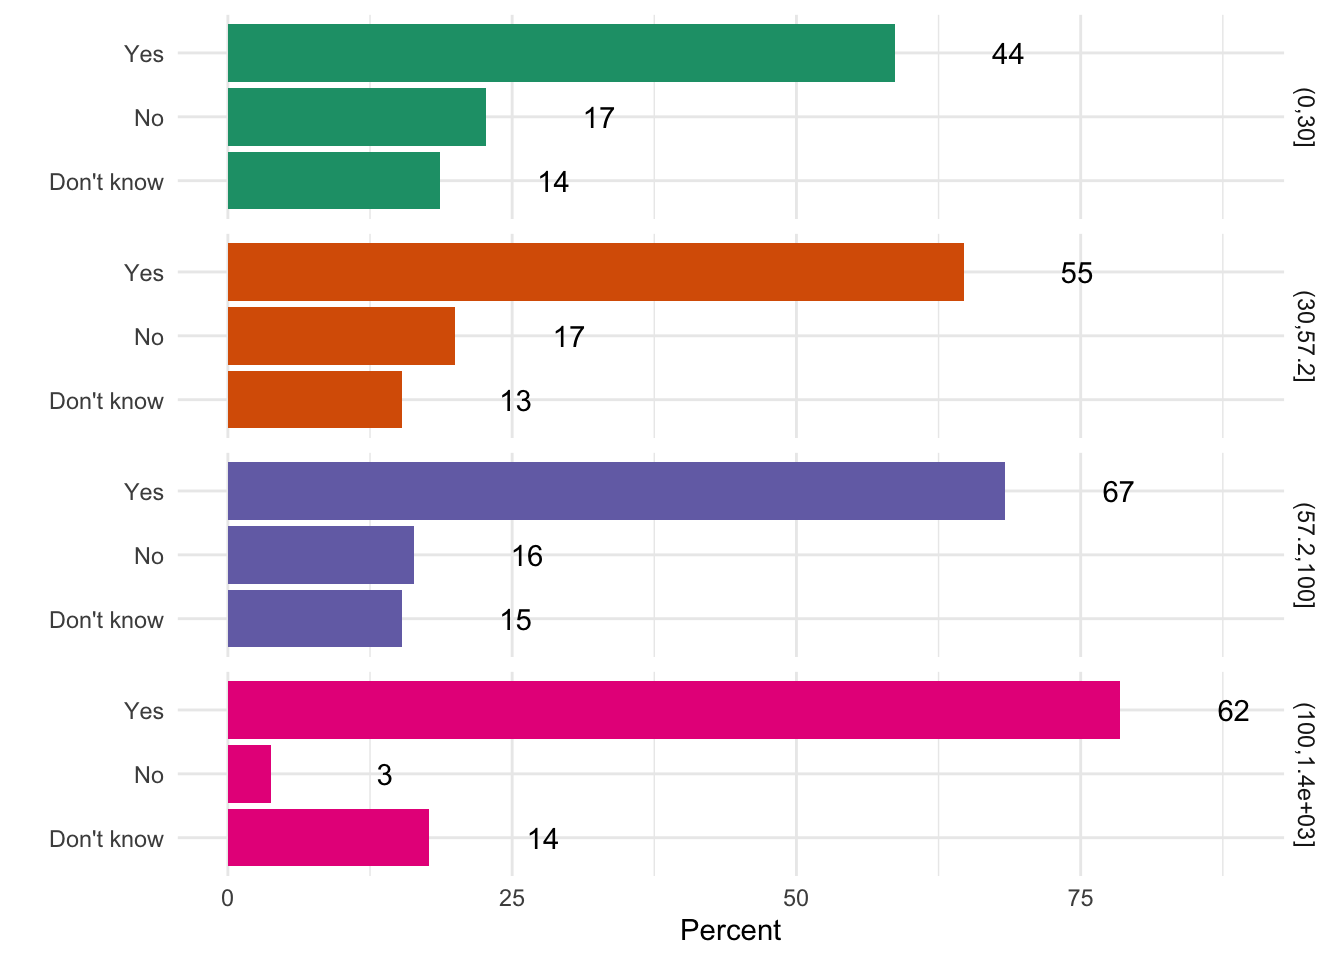 Yes 44
No 17
Don't know 14
(0,30]
Yes 55
No 17
Don't know 13
(30,57.2]
Yes 67
No 16
Don't know 15
(57.2,100]
Yes 62
No 3
Don't know 14
(100,1.4e+03]
0 25 50 75
Percent